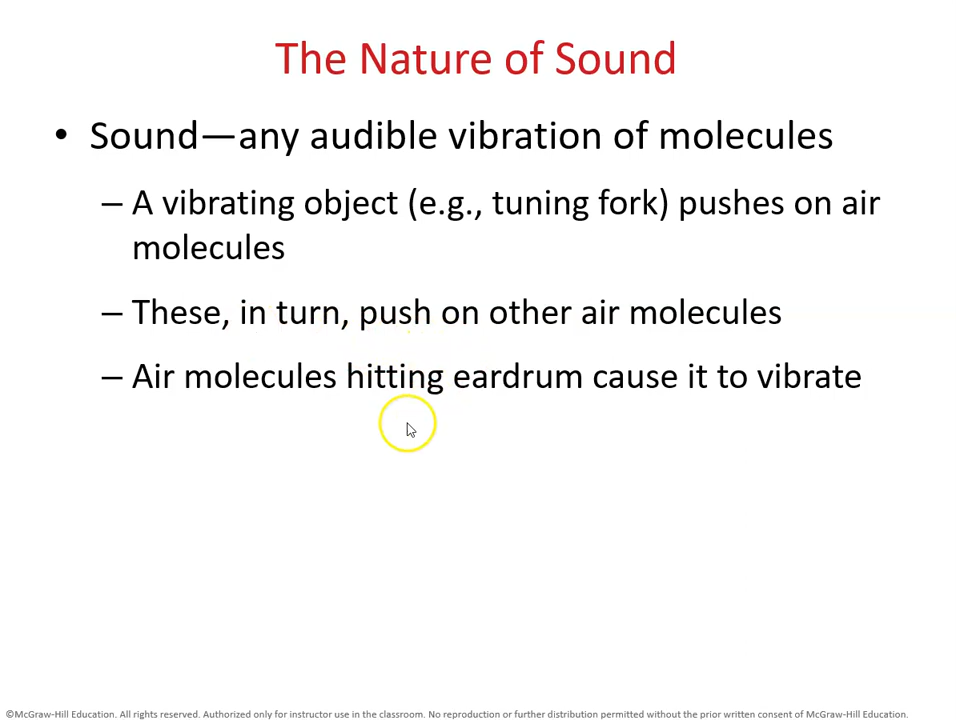 The Nature of Sound
• Sound—any audible vibration of molecules
– A vibrating object (e.g., tuning fork) pushes on air
molecules
– These, in turn, push on other air molecules
– Air molecules hitting eardrum cause it to vibrate
©McGraw-Hill Education. All rights reserved. Authorized only for instructor use in the classroom. No reproduction or further distribution permitted without the prior written consent of McGraw-Hill Education.